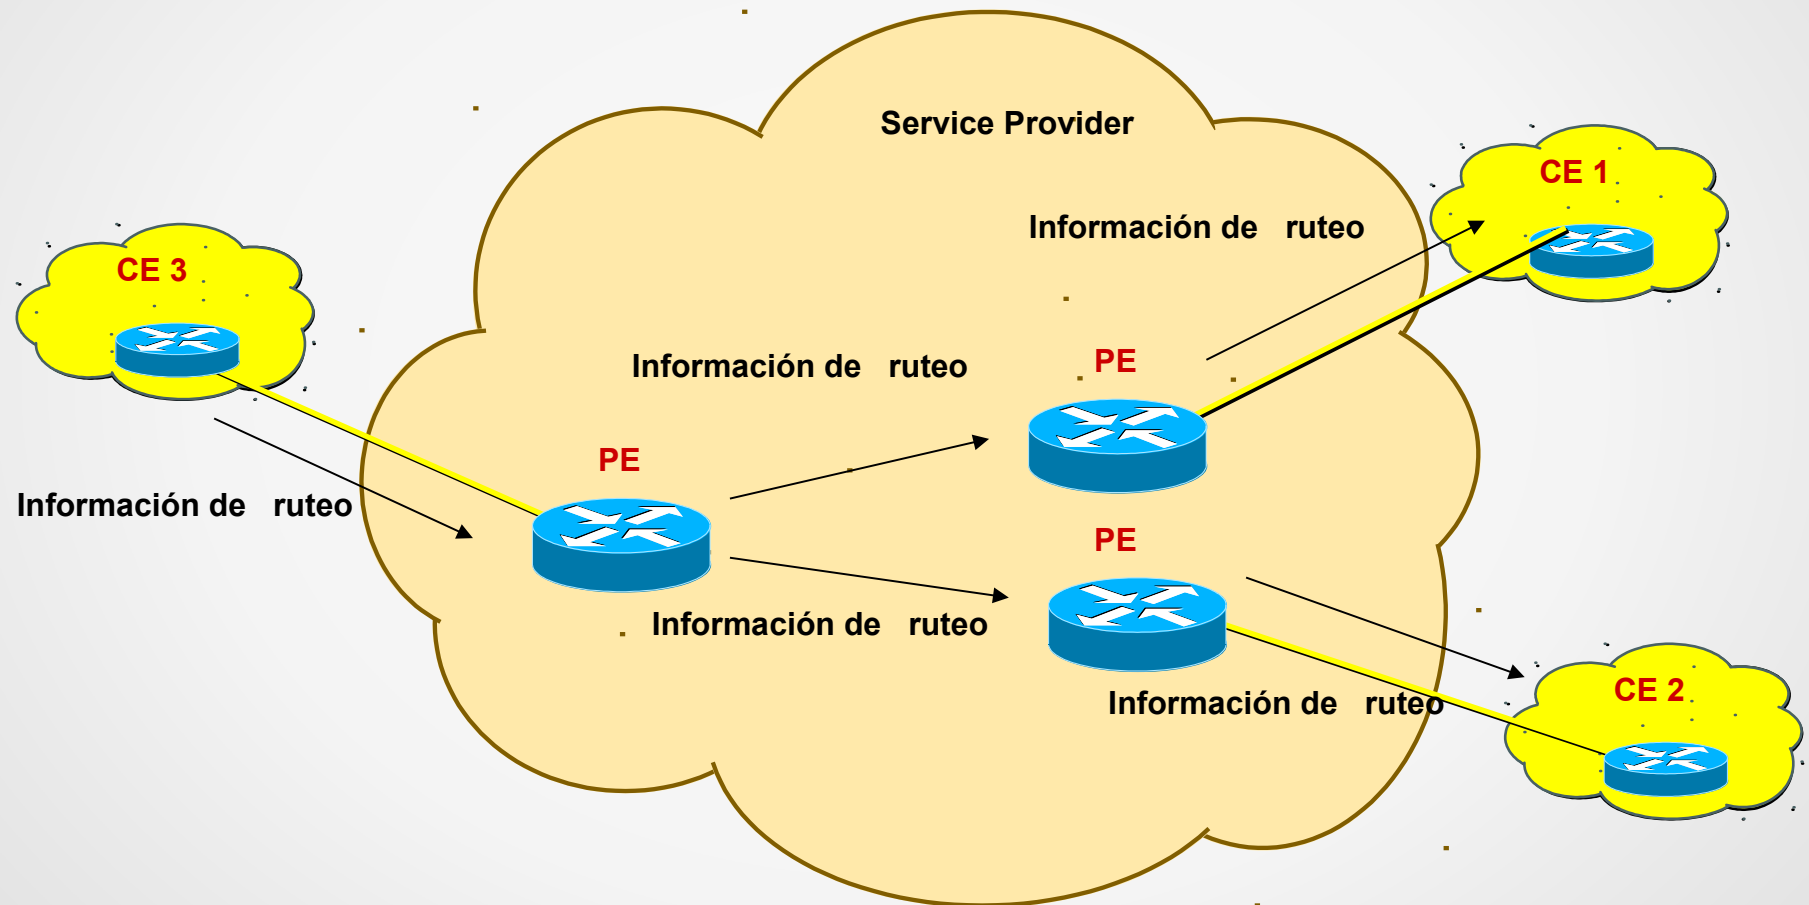 Service Provider
CE 1
Información de ruteo
CE 3
Información de ruteo
PE
PE
Información de ruteo
PE
Información de ruteo
CE 2
Información de ruteo